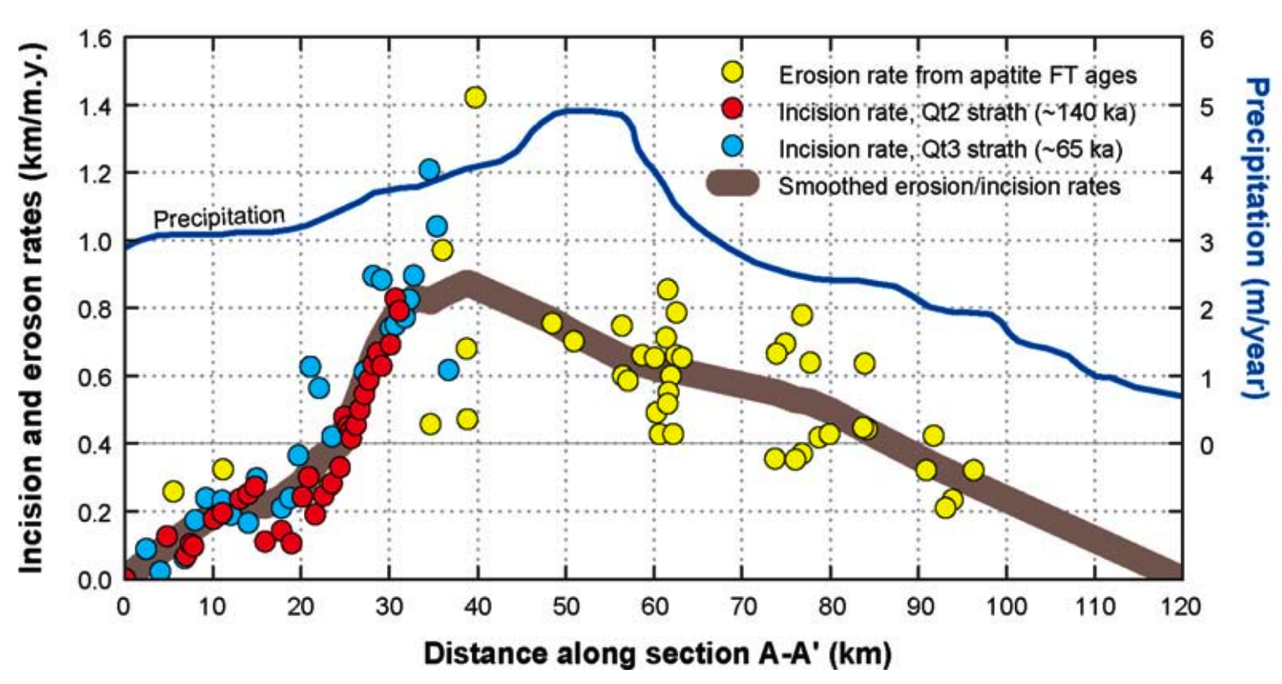 Incision and eroson rates (km/m.y.)
1.6
1.4
1.2
1.0
0.8
0.6
0.4
0.2
0.0
Precipitation
Erosion rate from apatite FT ages
Incision rate, Qt2 strath (~140 ka)
Incision rate, Qt3 strath (~65 ka)
Smoothed erosion/incision rates
6
5
4
3
2
1
0
Precipitation (m/year)
0 10 20 30 40 50 60 70 80 90 100 110 120
Distance along section A-A' (km)